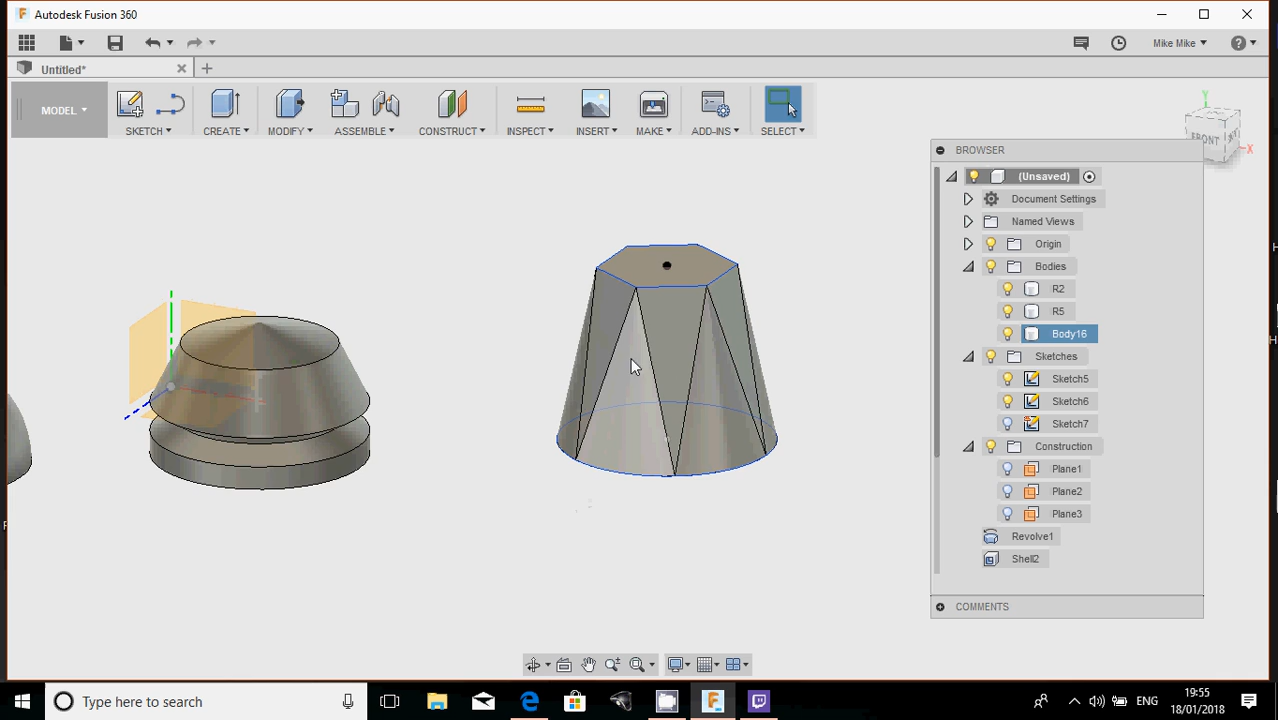 Autodesk Fusion 360
Mike Mike
Untitled*
MODEL
SKETCH
CREATE
MODIFY
ASSEMBLE
CONSTRUCT
INSPECT
INSERT
MAKE
ADD-INS
SELECT
Y
FRONT
X
BROWSER
(Unsaved)
Document Settings
Named Views
Origin
Bodies
R2
R5
Body16
Sketches
Sketch5
Sketch6
Sketch7
Construction
Plane1
Plane2
Plane3
Revolve1
Shell2
COMMENTS
Type here to search
ENG
19:55
18/01/2018